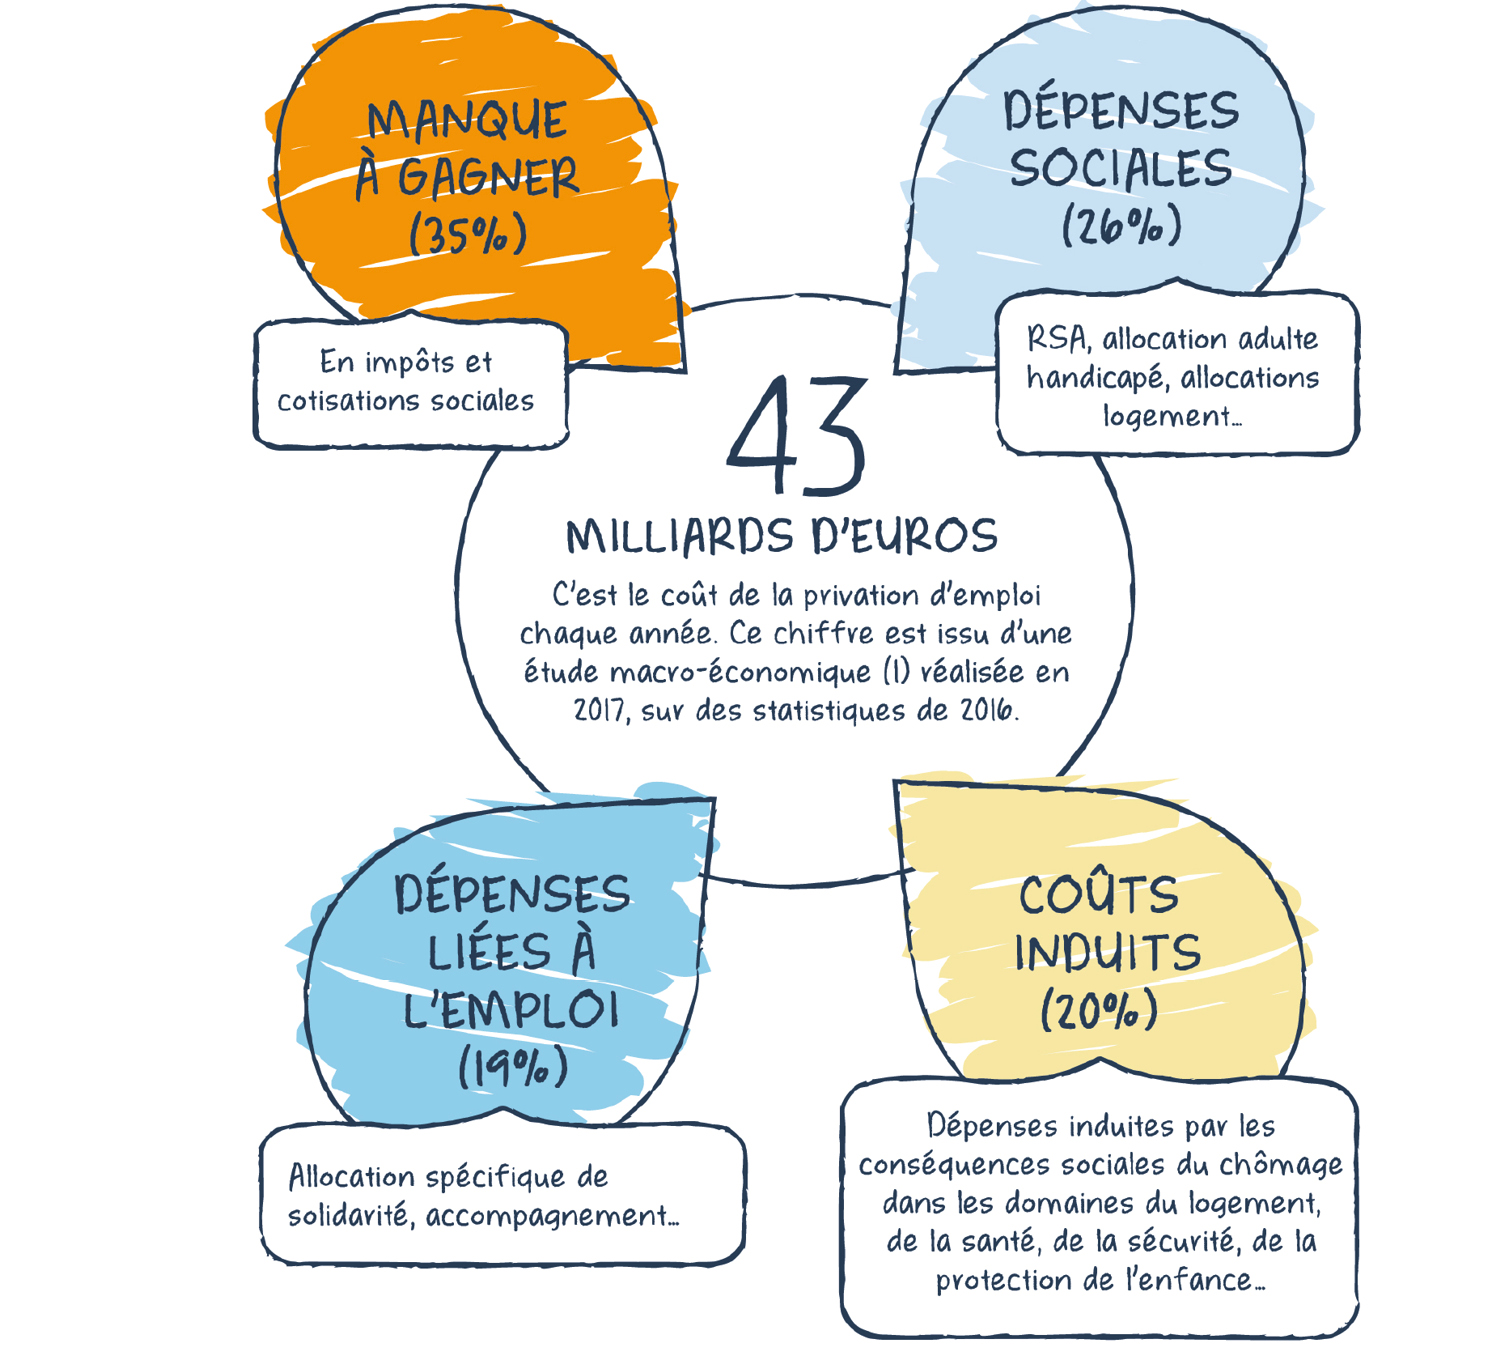 MANQUE
À GAGNER
(35%)
En impôts et
cotisations sociales
DÉPENSES
SOCIALES
(26%)
RSA, allocation adulte
handicapé, allocations
logement...
43
MILLIARDS D'EUROS
C'est le coût de la privation d'emploi
chaque année. Ce chiffre est issu d'une
étude macro-économique (1) réalisée en
2017, sur des statistiques de 2016.
DÉPENSES
LIÉES À
L'EMPLOI
(19%)
Allocation spécifique de
solidarité, accompagnement...
COÛTS
INDUITS
(20%)
Dépenses induites par les
conséquences sociales du chômage
dans les domaines du logement,
de la santé, de la sécurité, de la
protection de l'enfance...